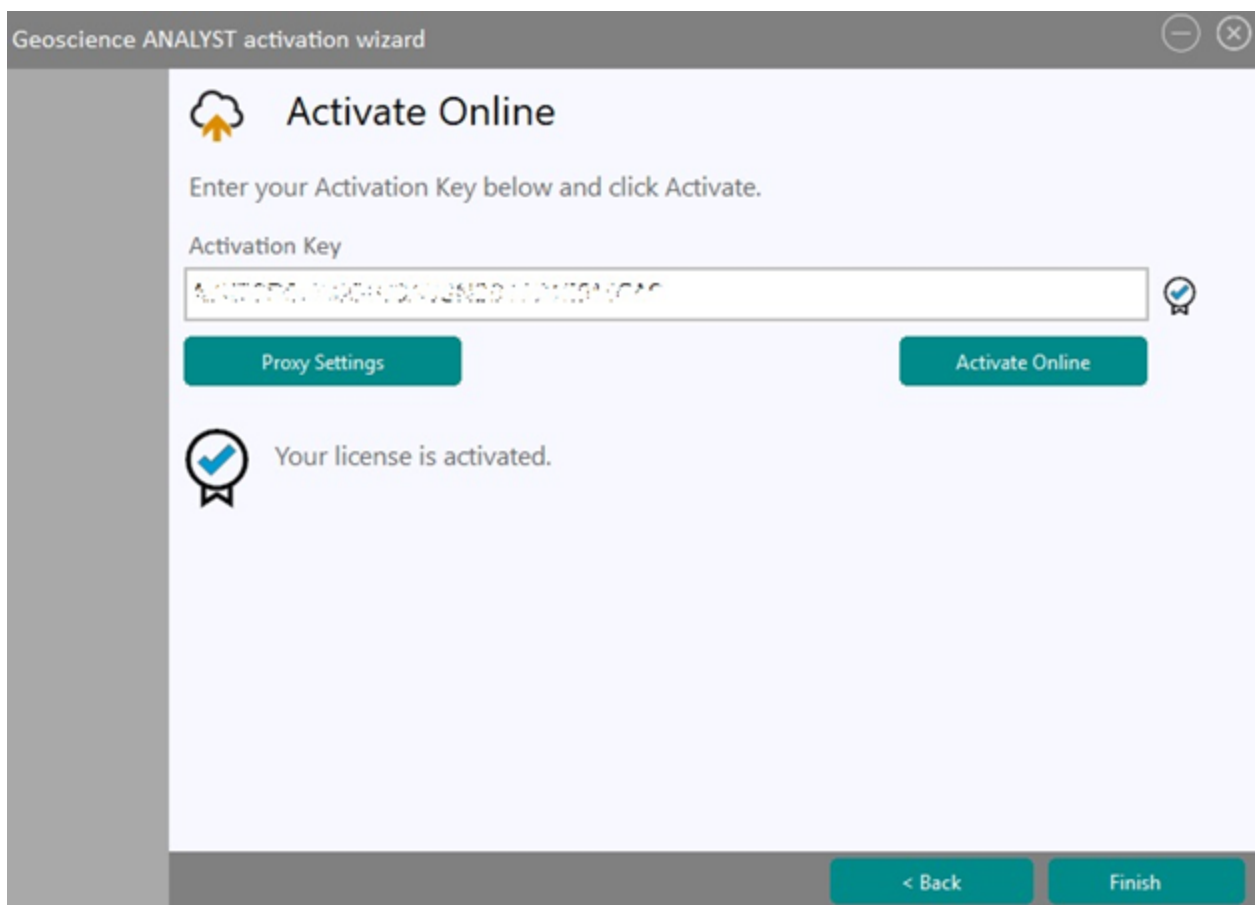 Geoscience ANALYST activation wizard
Activate Online
Enter your Activation Key below and click Activate.
Activation Key
Proxy Settings
Activate Online
Your license is activated.
< Back
Finish